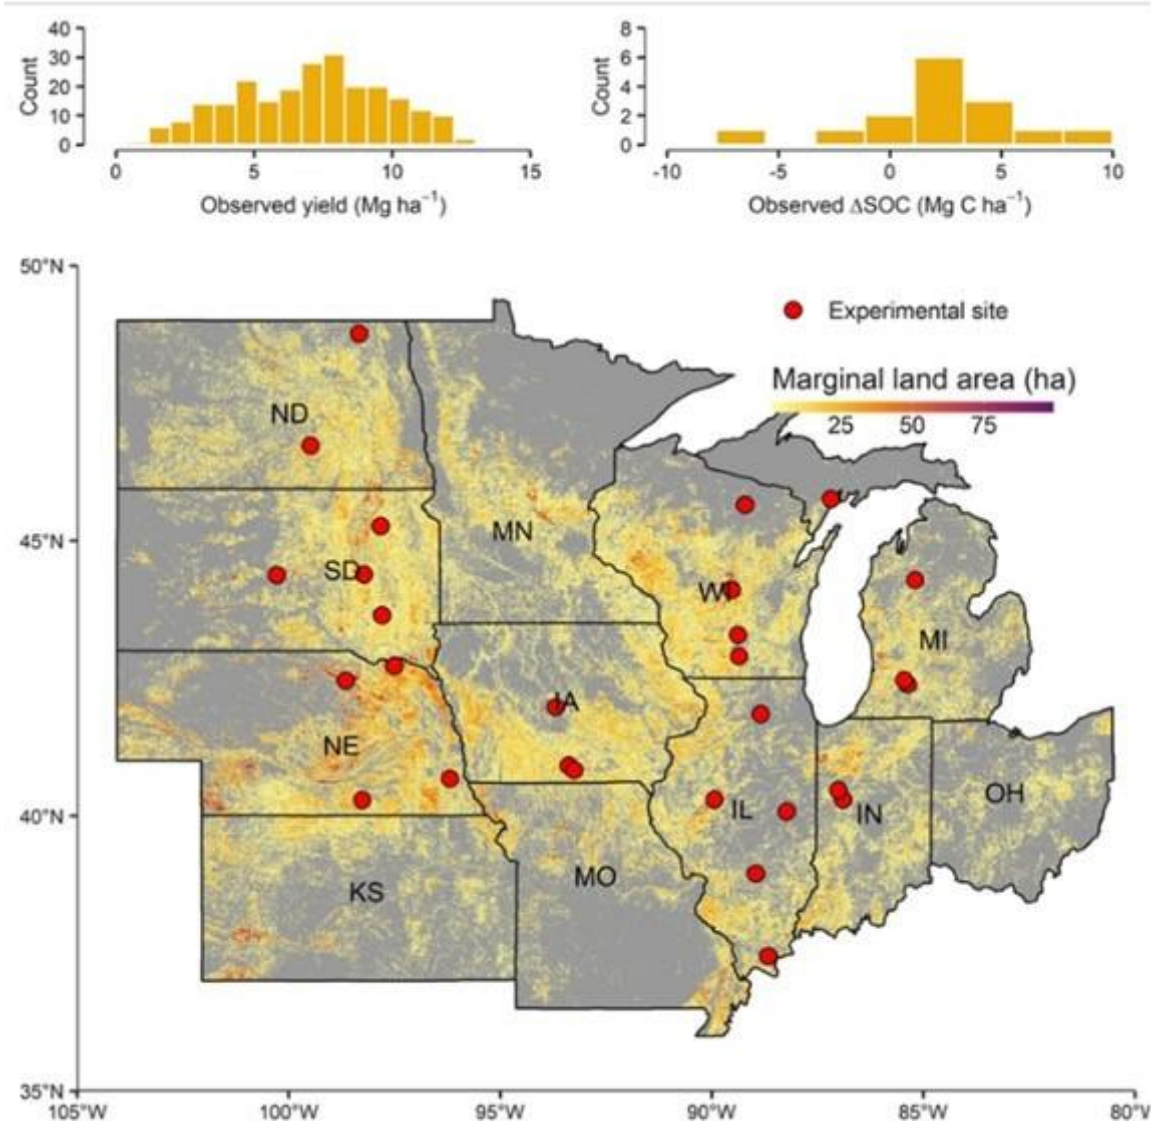 40
30
20
10
0
Count
0 5 10 15
Observed yield (Mg ha⁻¹)
8
6
4
2
0
Count
-10 -5 0 5 10
Observed ΔSOC (Mg C ha⁻¹)
50°N
45°N
40°N
35°N
Experimental site
Marginal land area (ha)
25 50 75
ND
MN
SD
WI
MI
IA
NE
IL
IN
OH
MO
KS
105°W 100°W 95°W 90°W 85°W 80°W